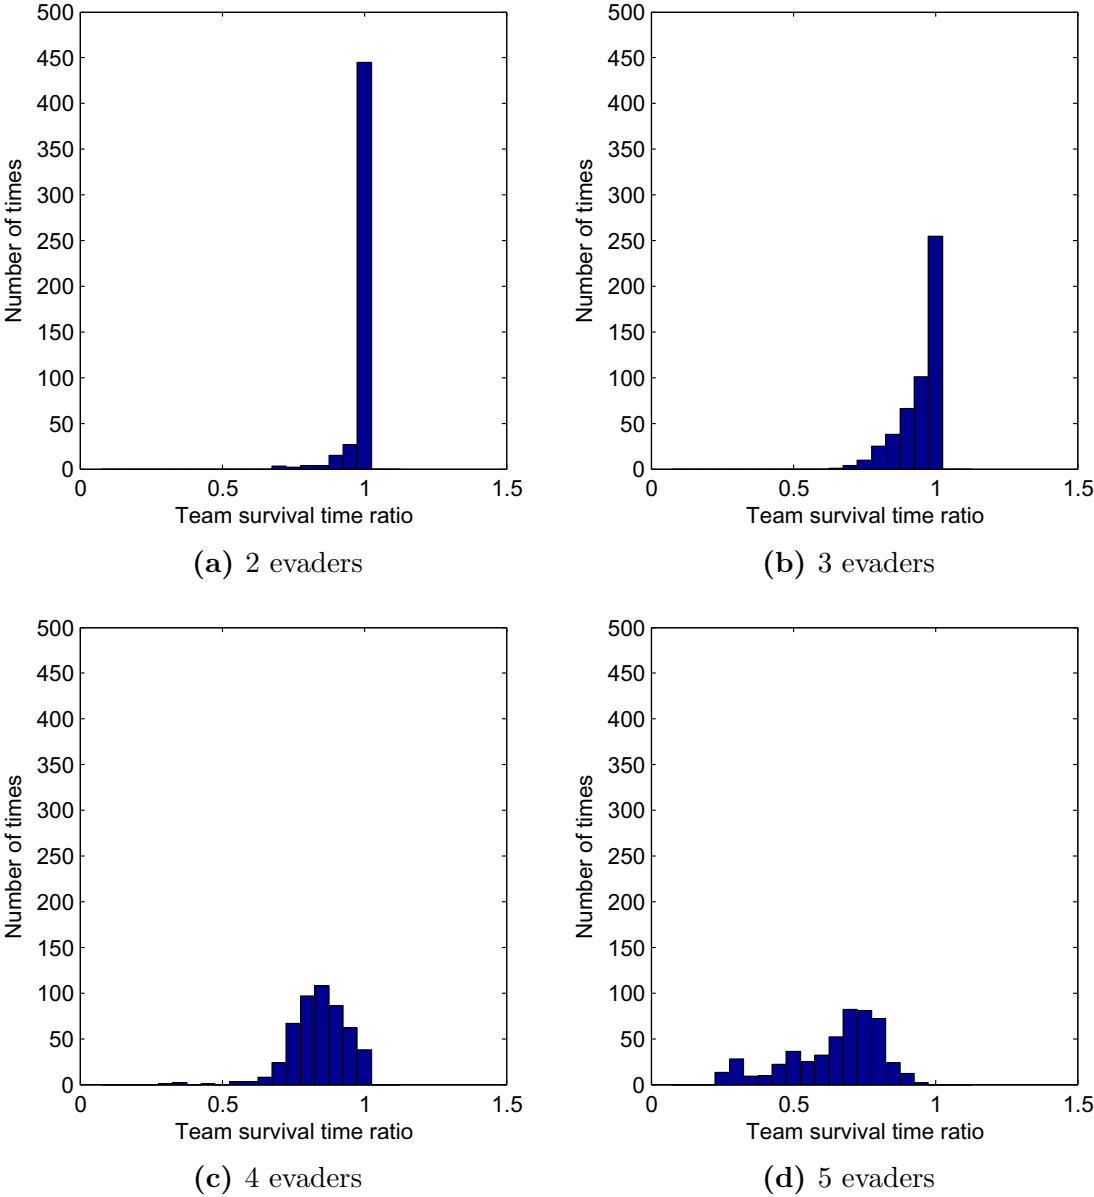 500
450
400
350
300
250
200
150
100
50
0
Number of times
0 0.5 1 1.5
Team survival time ratio
(a) 2 evaders
500
450
400
350
300
250
200
150
100
50
0
Number of times
0 0.5 1 1.5
Team survival time ratio
(b) 3 evaders
500
450
400
350
300
250
200
150
100
50
0
Number of times
0 0.5 1 1.5
Team survival time ratio
(c) 4 evaders
500
450
400
350
300
250
200
150
100
50
0
Number of times
0 0.5 1 1.5
Team survival time ratio
(d) 5 evaders